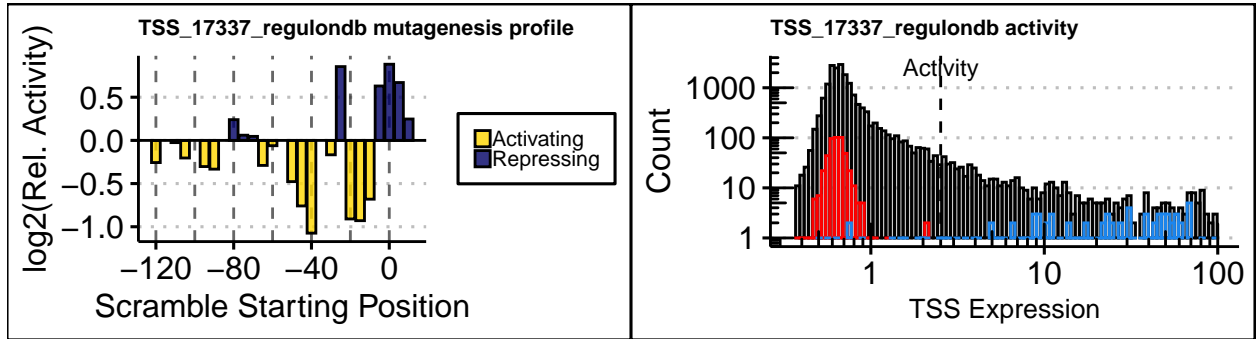 TSS_17337_regulondb mutagenesis profile
log2(Rel. Activity)
0.5
0.0
−0.5
−1.0
−120
−80
−40
0
Scramble Starting Position
Activating
Repressing
TSS_17337_regulondb activity
Activity
Count
1000
100
10
1
1
10
100
TSS Expression